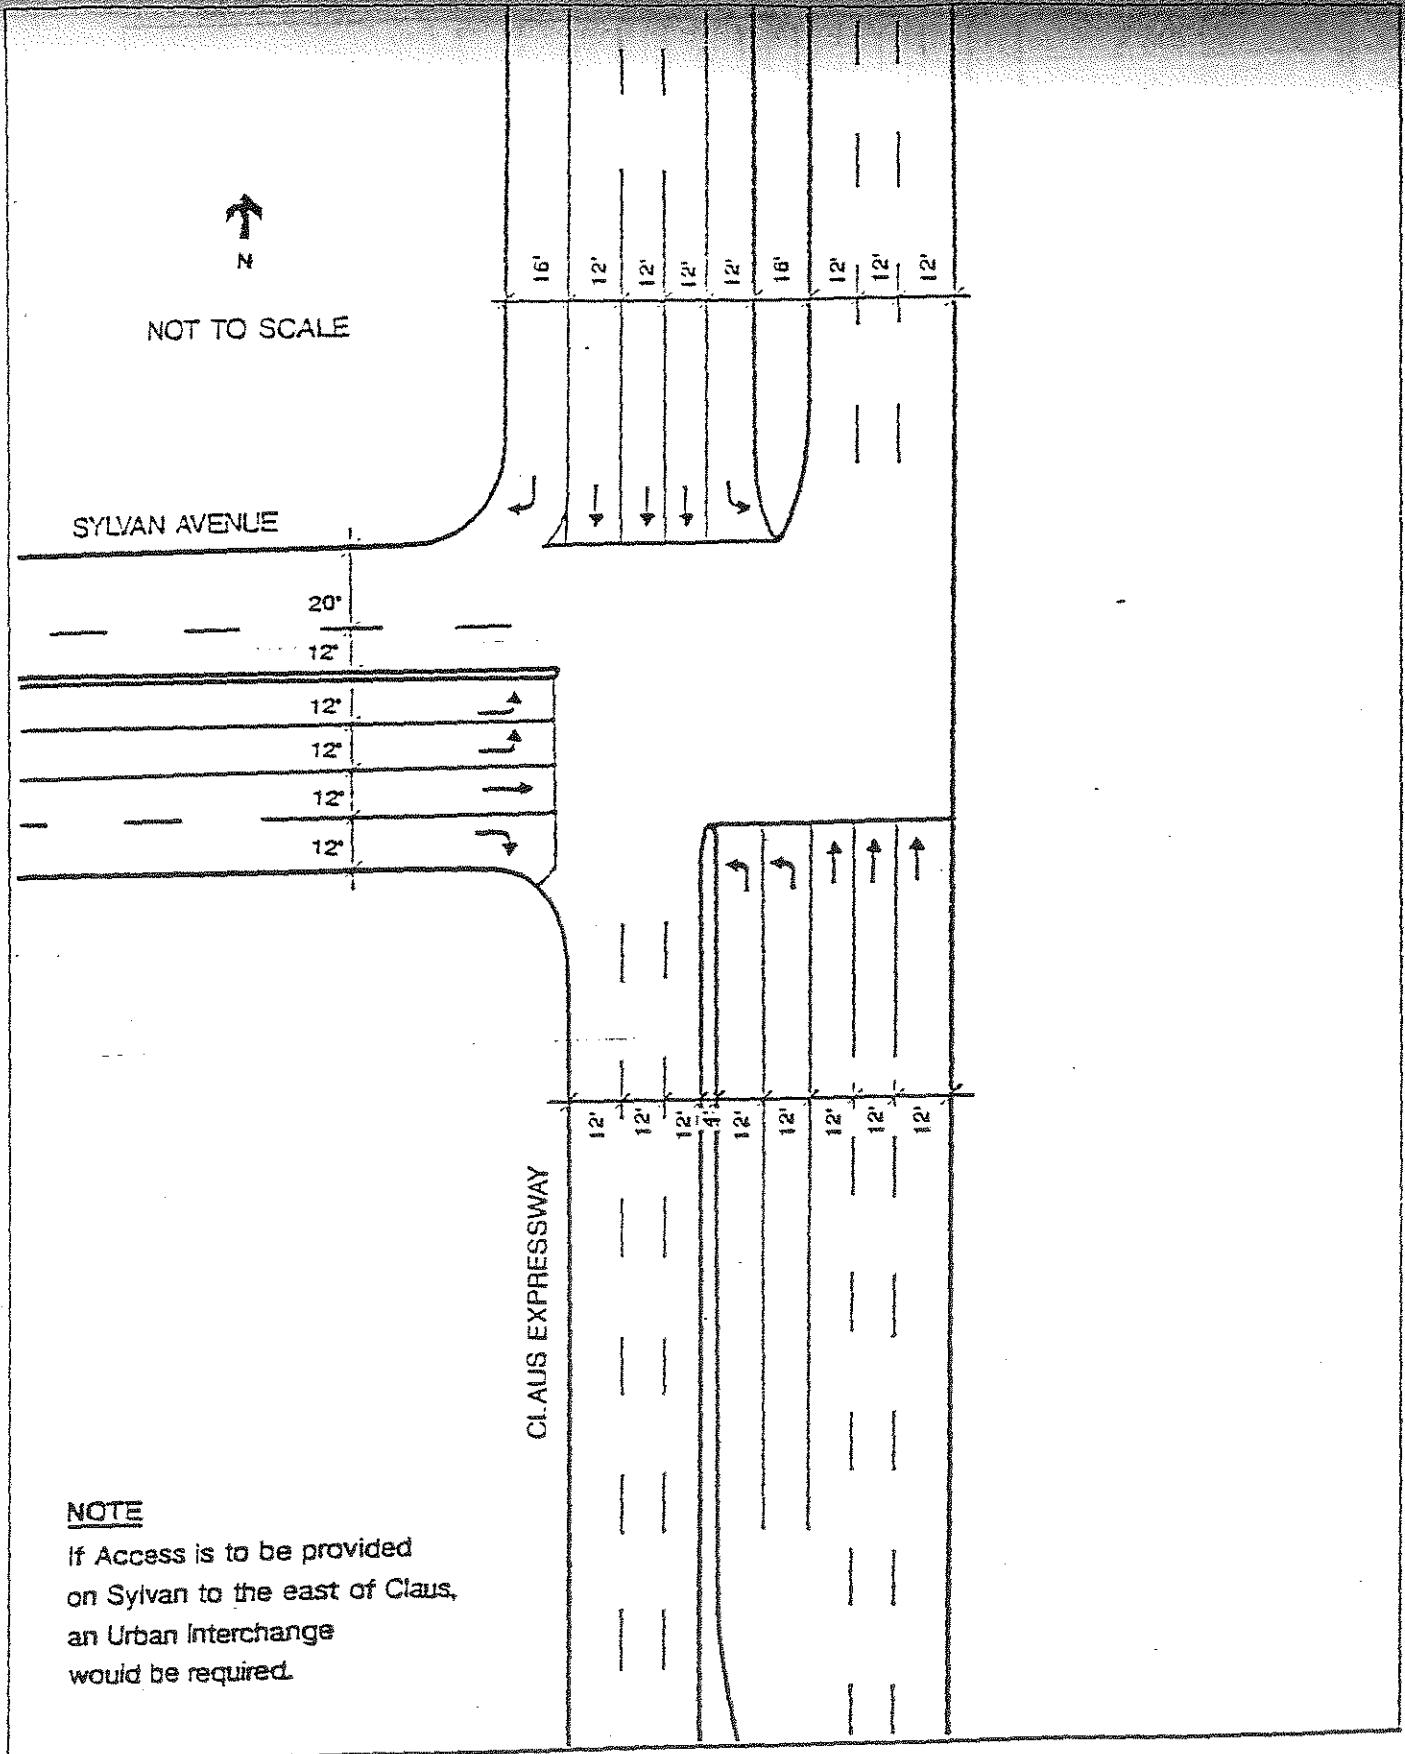 N
NOT TO SCALE
16' 12' 12' 12' 12' 16' 12' 12' 12'
SYLVAN AVENUE
20'
12'
12'
12'
12'
12'
12' 12' 12' 4' 12' 12' 12' 12' 12'
CLAUS EXPRESSWAY
NOTE
If Access is to be provided
on Sylvan to the east of Claus,
an Urban Interchange
would be required.